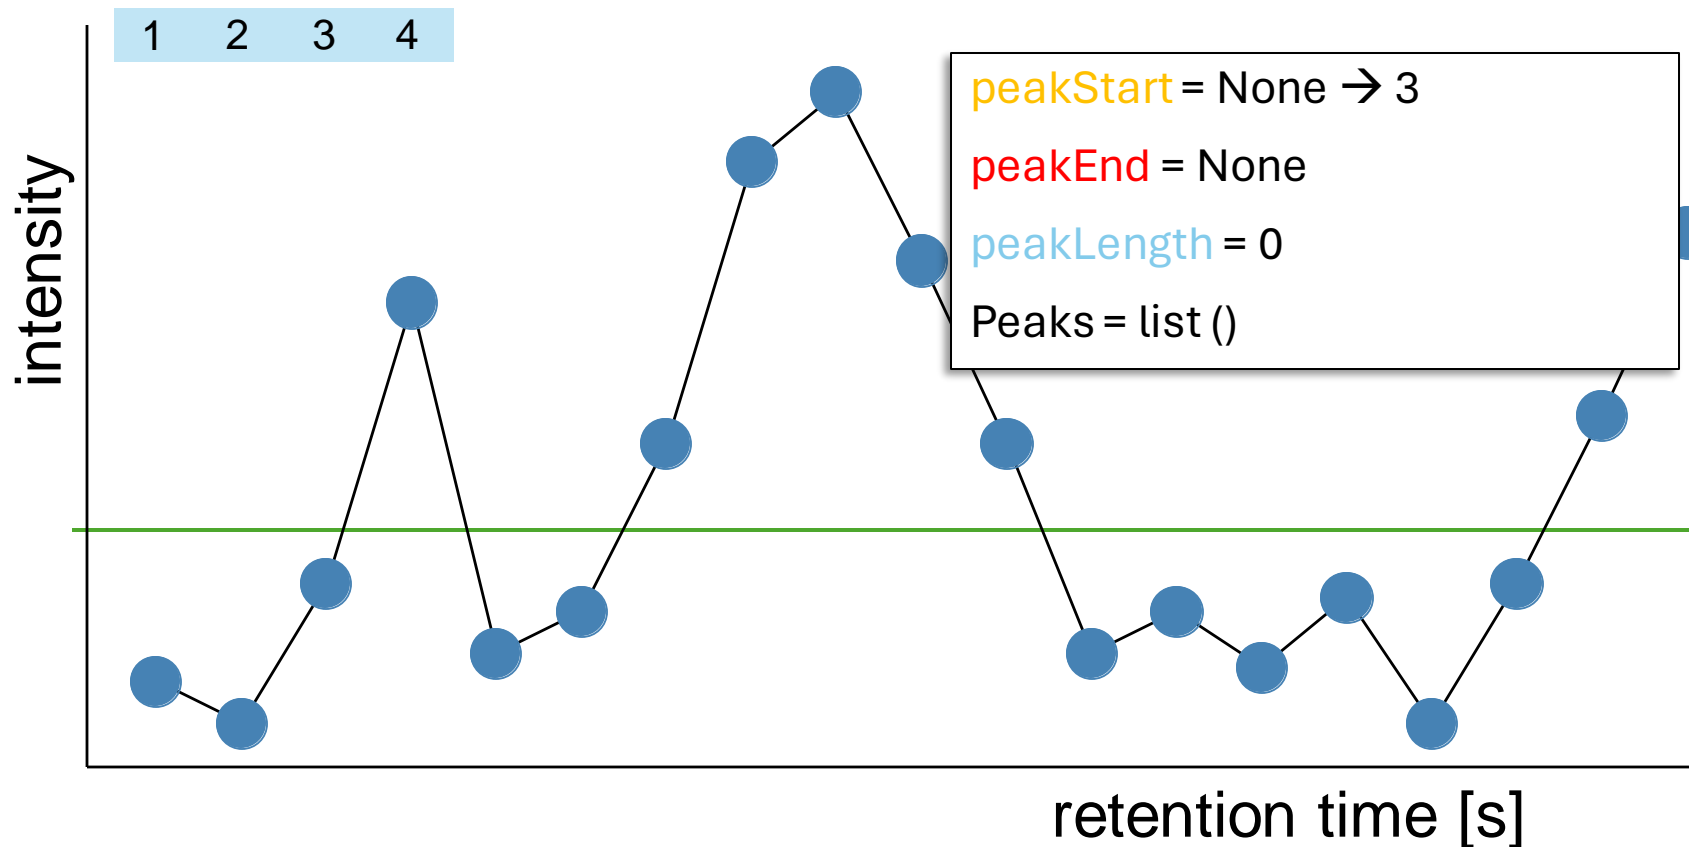 1 2 3 4
peakStart = None → 3
peakEnd = None
peakLength = 0
Peaks = list ()
intensity
retention time [s]